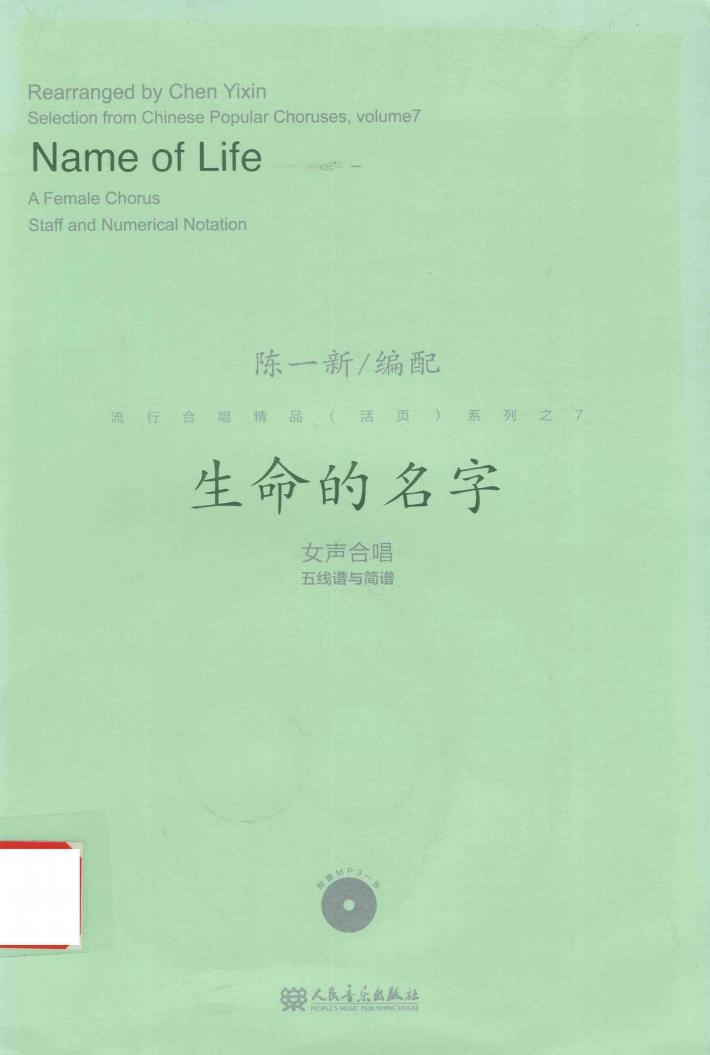 Rearranged by Chen Yixin
Selection from Chinese Popular Choruses, volume7
Name of Life
A Female Chorus
Staff and Numerical Notation
陈一新/编配
流行合唱精品(活页)系列之7
生命的名字
女声合唱
五线谱与简谱
附赠MP3一张
人民音乐出版社
PEOPLE'S MUSIC PUBLISHING HOUSE